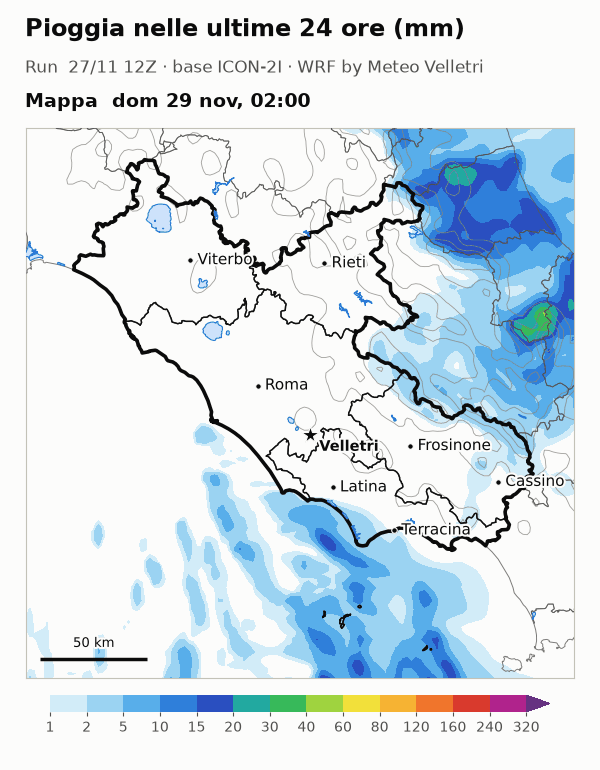 Pioggia nelle ultime 24 ore (mm)
Run  27/11 12Z · base ICON-2I · WRF by Meteo Velletri
Mappa  dom 29 nov, 02:00
Viterbo
Rieti
Roma
Velletri
Frosinone
Latina
Cassino
Terracina
50 km
1 2 5 10 15 20 30 40 60 80 120 160 240 320